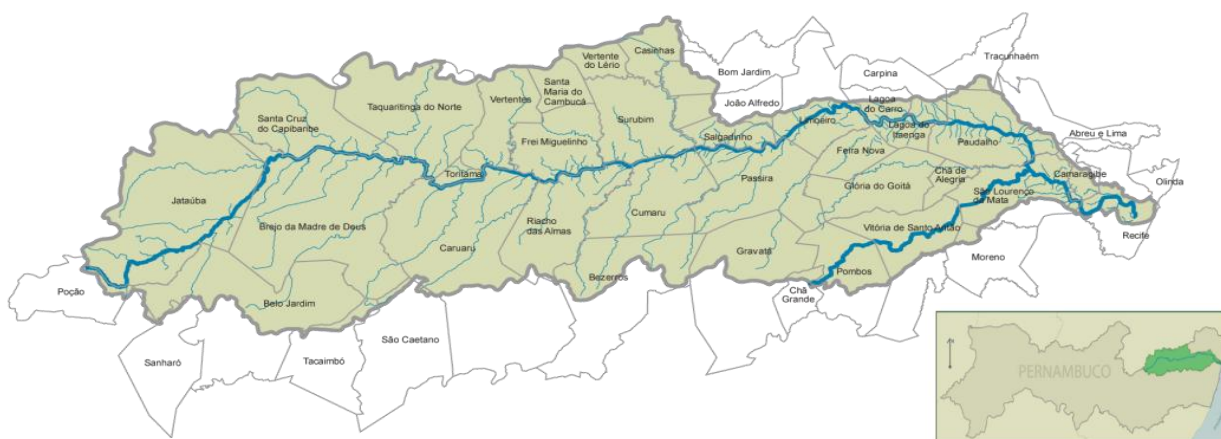 Casinhas
Vertente
do Lério
Bom Jardim
Tracunhaém
Carpina
Santa
Maria do
Cambucá
Taquaritinga do Norte
Vertentes
João Alfredo
Lagoa
do Carro
Santa Cruz
do Capibaribe
Surubim
Limoeiro
Lagoa do
Itaenga
Abreu e Lima
Salgadinho
Frei Miguelinho
Paudalho
Feira Nova
Toritama
Passira
Chã de
Alegria
Camaragibe
Olinda
Jataúba
Glória do Goitá
São Lourenço
da Mata
Cumaru
Brejo da Madre de Deus
Riacho
das Almas
Vitória de Santo Antão
Recife
Caruaru
Gravatá
Moreno
Pombos
Bezerros
Poção
Chã
Grande
Belo Jardim
São Caetano
Sanharó
Tacaimbó
N
PERNAMBUCO